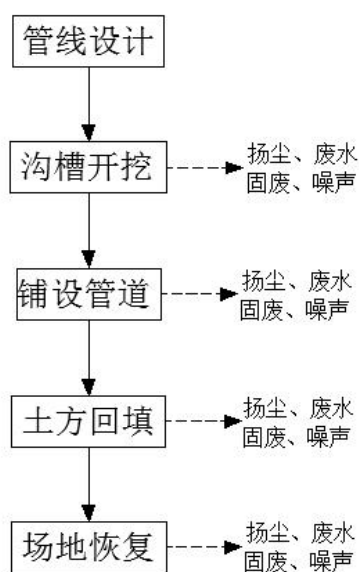 管线设计
沟槽开挖
扬尘、废水
固废、噪声
铺设管道
扬尘、废水
固废、噪声
土方回填
扬尘、废水
固废、噪声
场地恢复
扬尘、废水
固废、噪声